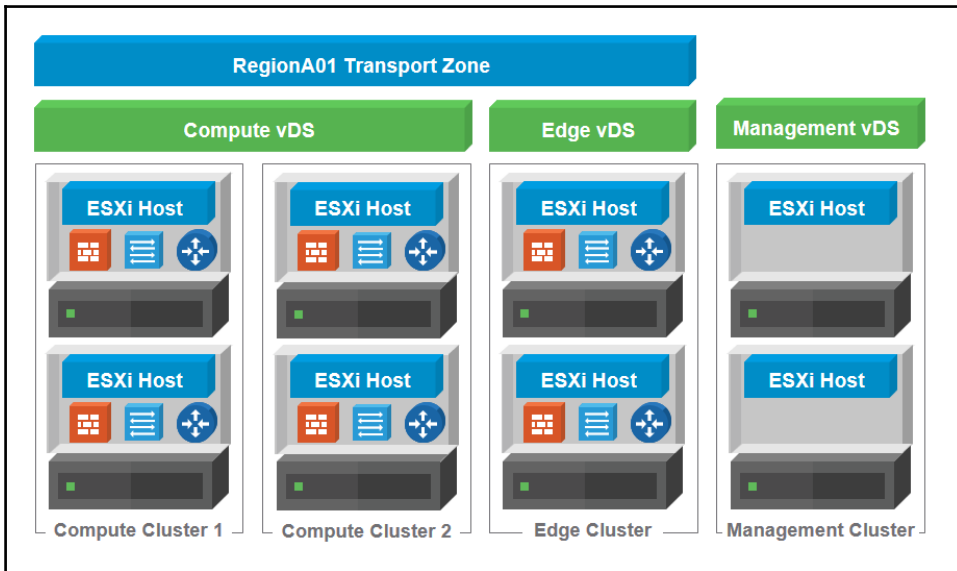 RegionA01 Transport Zone
Compute vDS
Edge vDS
Management vDS
ESXi Host
ESXi Host
ESXi Host
ESXi Host
ESXi Host
ESXi Host
ESXi Host
ESXi Host
Compute Cluster 1
Compute Cluster 2
Edge Cluster
Management Cluster